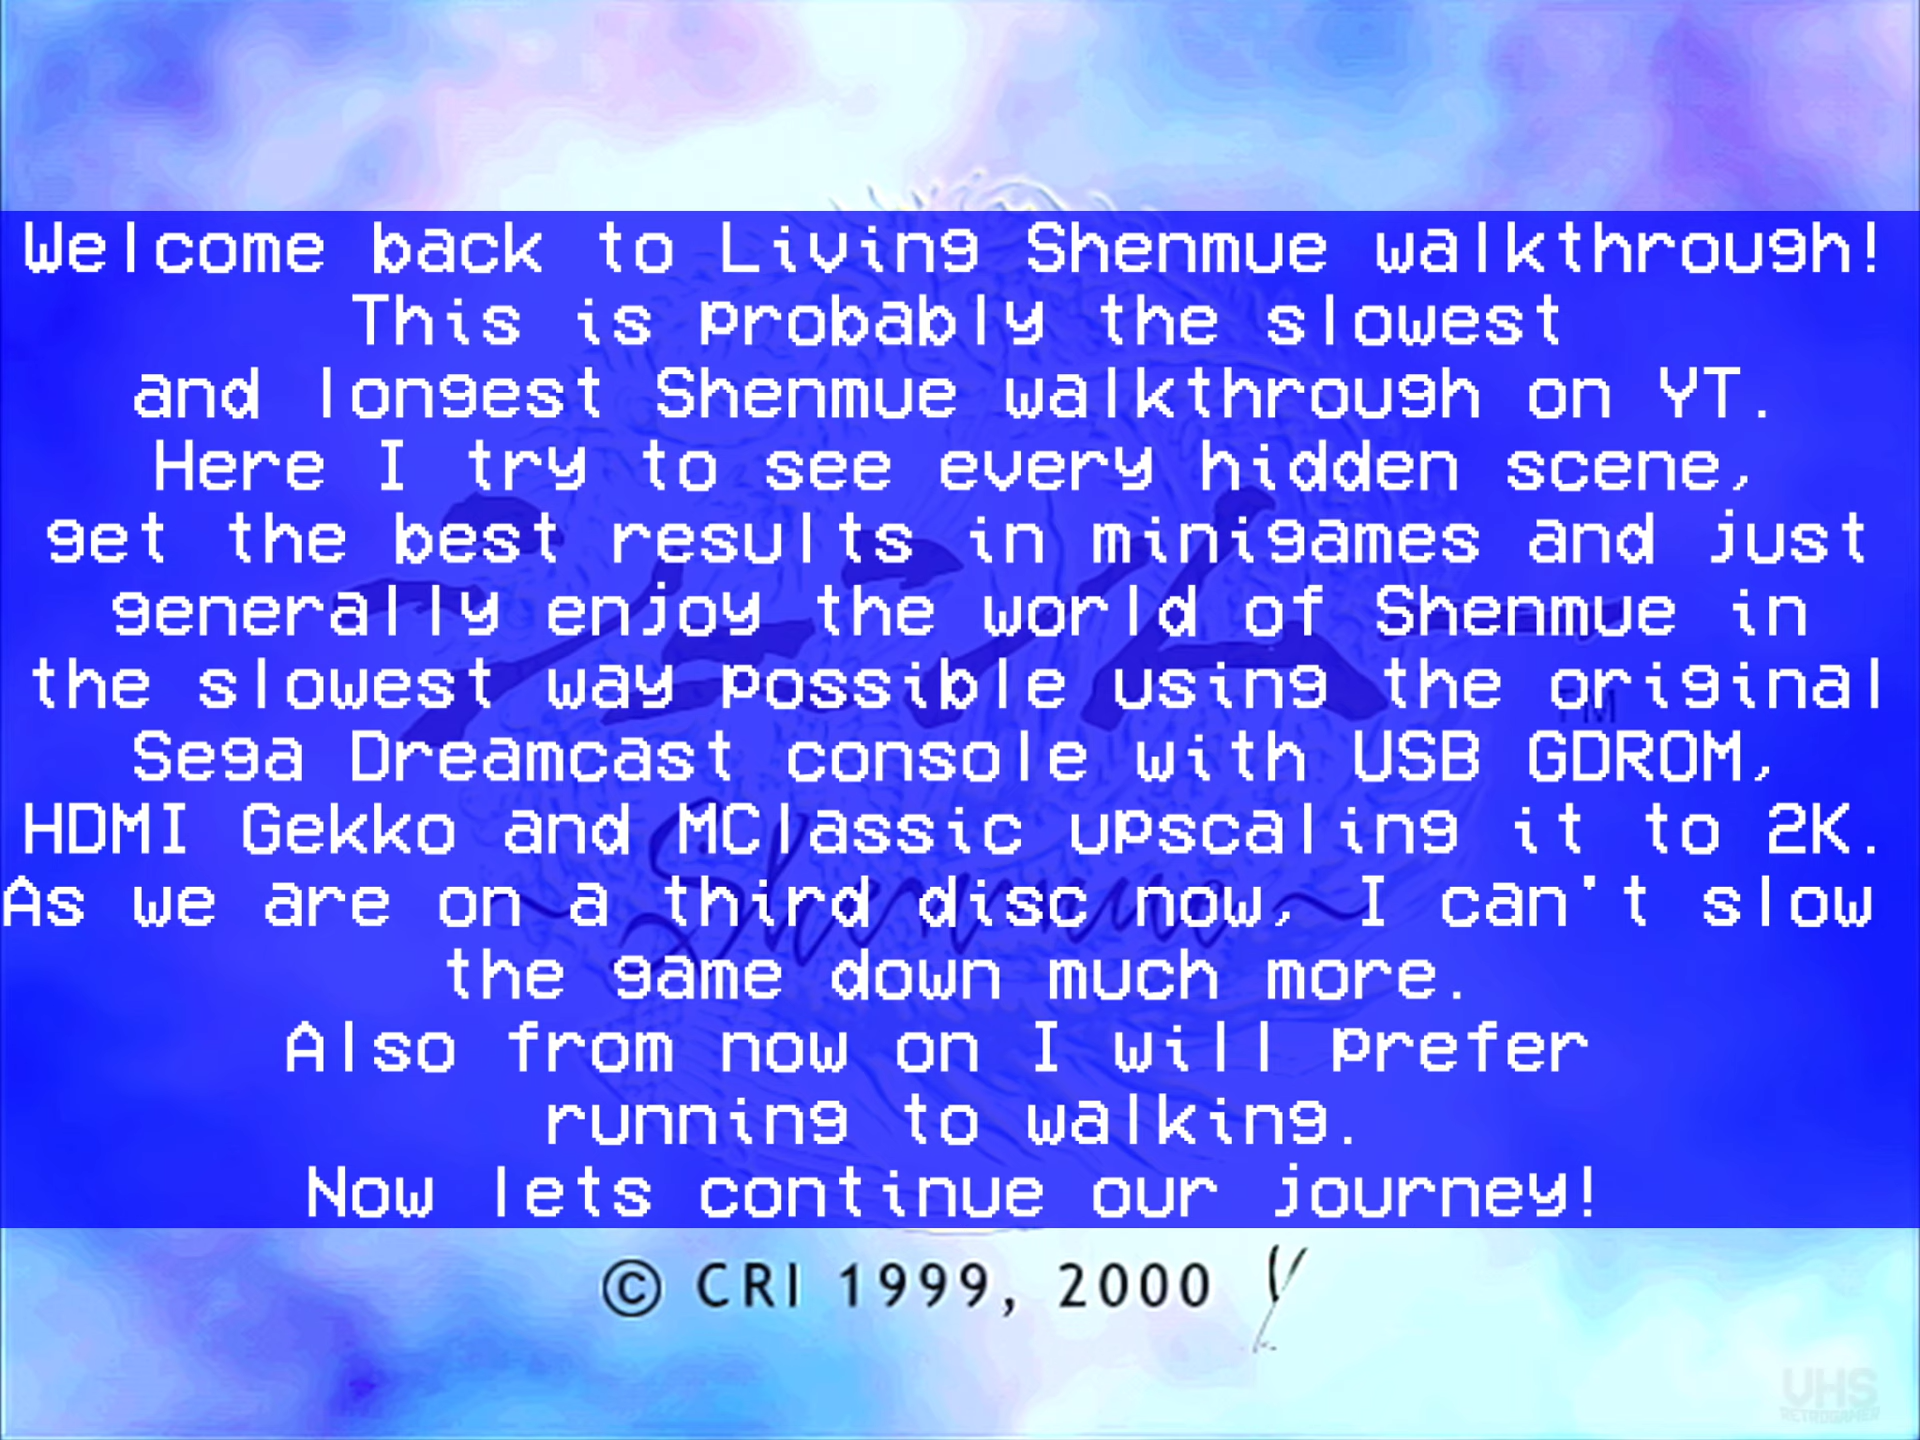 Welcome back to Living Shenmue walkthrough!
This is probably the slowest
and longest Shenmue walkthrough on YT.
Here I try to see every hidden scene,
get the best results in minigames and just
generally enjoy the world of Shenmue in
the slowest way possible using the original
TM
Sega Dreamcast console with USB GDROM,
HDMI Gekko and MClassic upscaling it to 2K.
As we are on a third disc now, I can't slow
Shenmue
the game down much more.
Also from now on I will prefer
running to walking.
Now lets continue our journey!
© CRI 1999, 2000
VHS
RETROGAMER